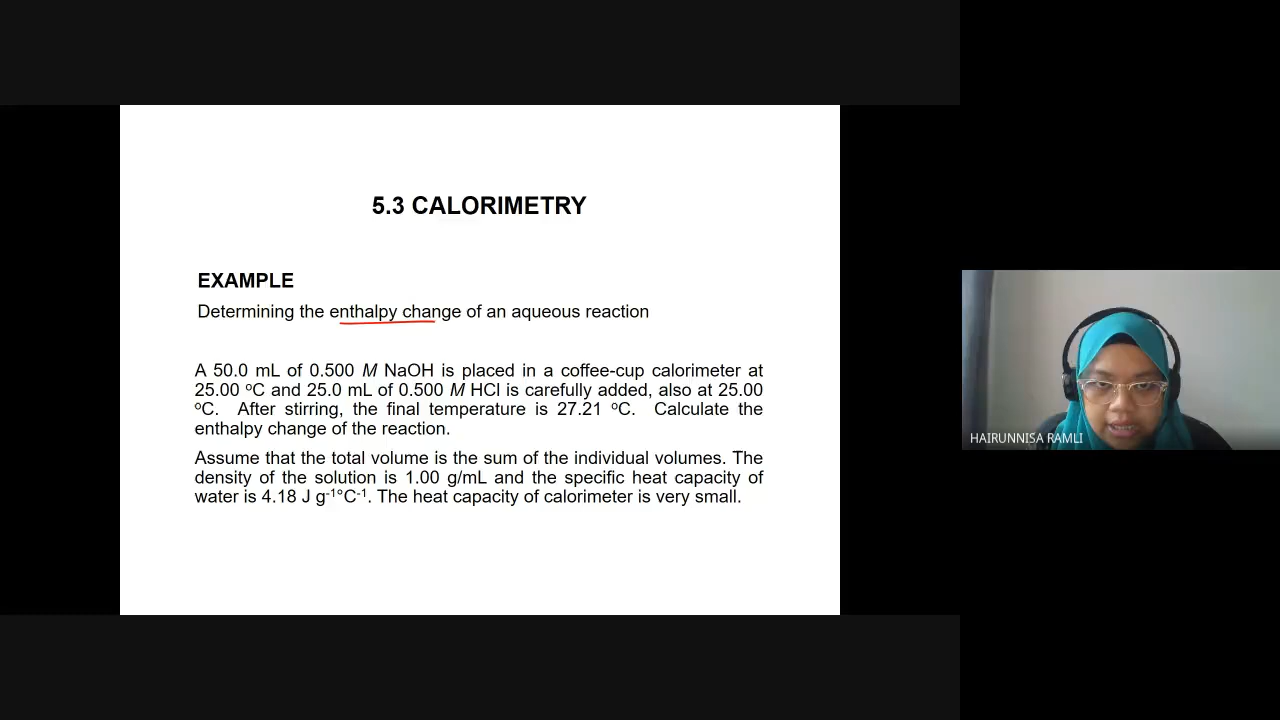 5.3 CALORIMETRY
EXAMPLE
Determining the enthalpy change of an aqueous reaction
A 50.0 mL of 0.500 M NaOH is placed in a coffee-cup calorimeter at
25.00 ºC and 25.0 mL of 0.500 M HCl is carefully added, also at 25.00
ºC. After stirring, the final temperature is 27.21 ºC. Calculate the
enthalpy change of the reaction.
Assume that the total volume is the sum of the individual volumes. The
density of the solution is 1.00 g/mL and the specific heat capacity of
water is 4.18 J g⁻¹°C⁻¹. The heat capacity of calorimeter is very small.
HAIRUNNISA RAMLI